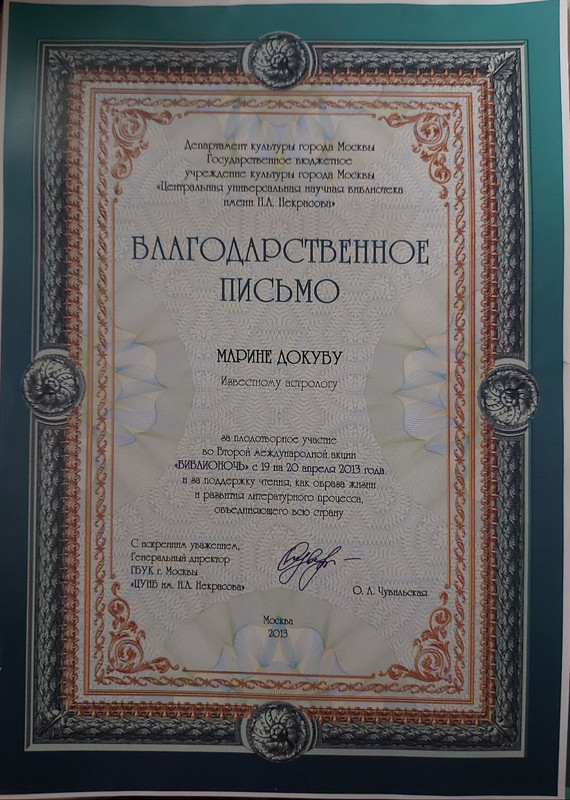 Департамент культуры города Москвы
Государственное бюджетное
учреждение культуры города Москвы
«Центральная универсальная научная библиотека
имени Н.А. Некрасова»
БЛАГОДАРСТВЕННОЕ
ПИСЬМО
МАРИНЕ ДОКУВУ
Известному астрологу
за плодотворное участие
во Второй международной акции
«БИБЛИОНОЧЬ» с 19 на 20 апреля 2013 года
и за поддержку чтения, как образа жизни
и развития литературного процесса,
объединяющего всю страну
С искренним уважением,
Генеральный директор
ГБУК г. Москвы
«ЦУНБ им. Н.А. Некрасова»
О. Л. Чувильская
Москва
2013